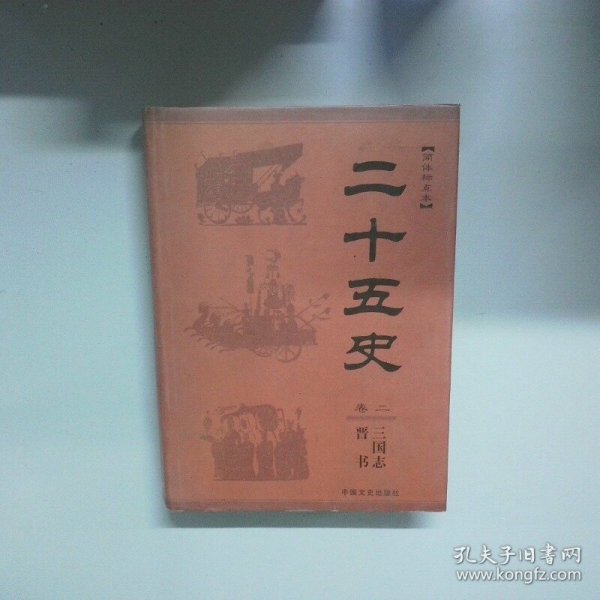 【简体标点本】
二十五史
卷二
三国志
晋书
中国文史出版社
孔夫子旧书网
www.kongfz.com